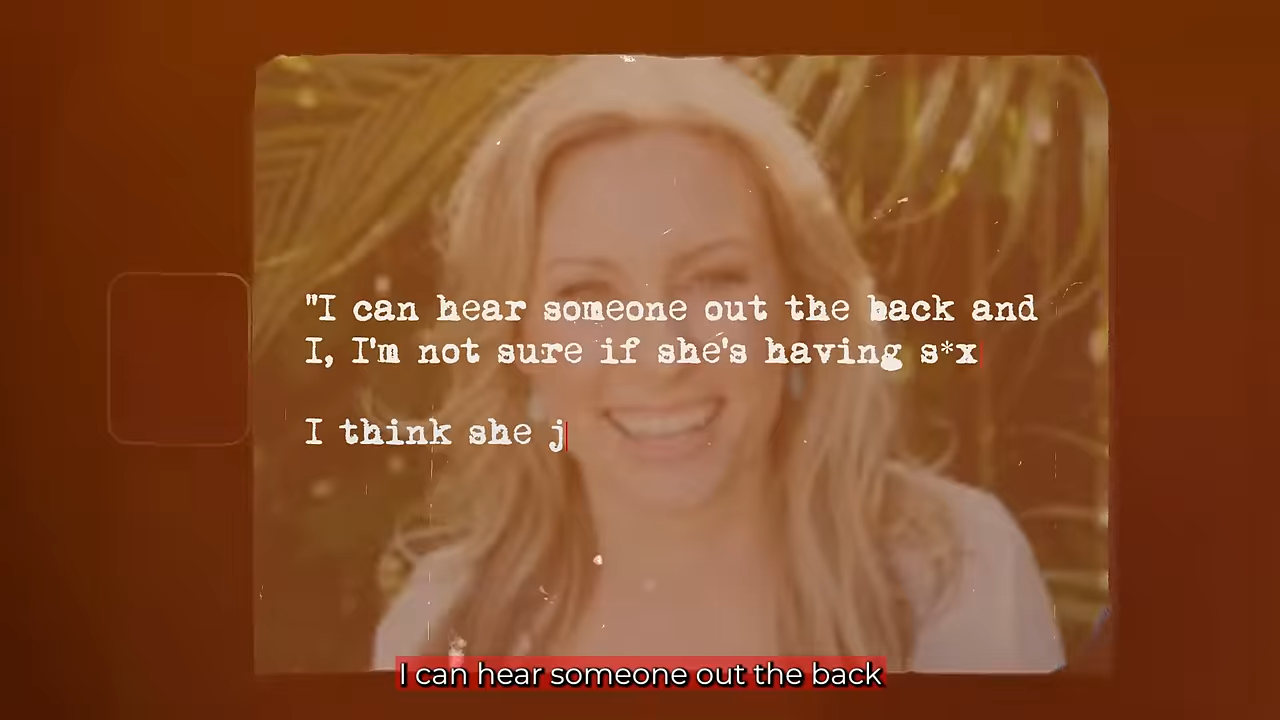 "I can hear someone out the back and
I, I'm not sure if she's having s*x
I think she j
I can hear someone out the back